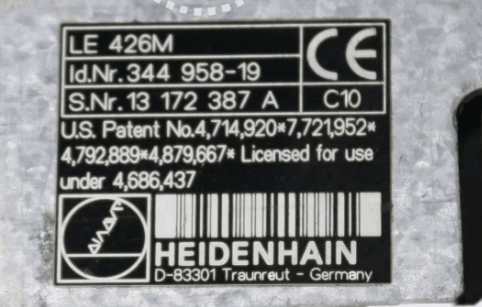 LE 426M
Id.Nr. 344 958-19
S.Nr. 13 172 387 A C10
CE
U.S. Patent No. 4,714,920*7,721,952*
4,792,889*4,879,667* Licensed for use
under 4,686,437
HEIDENHAIN
D-83301 Traunreut - Germany